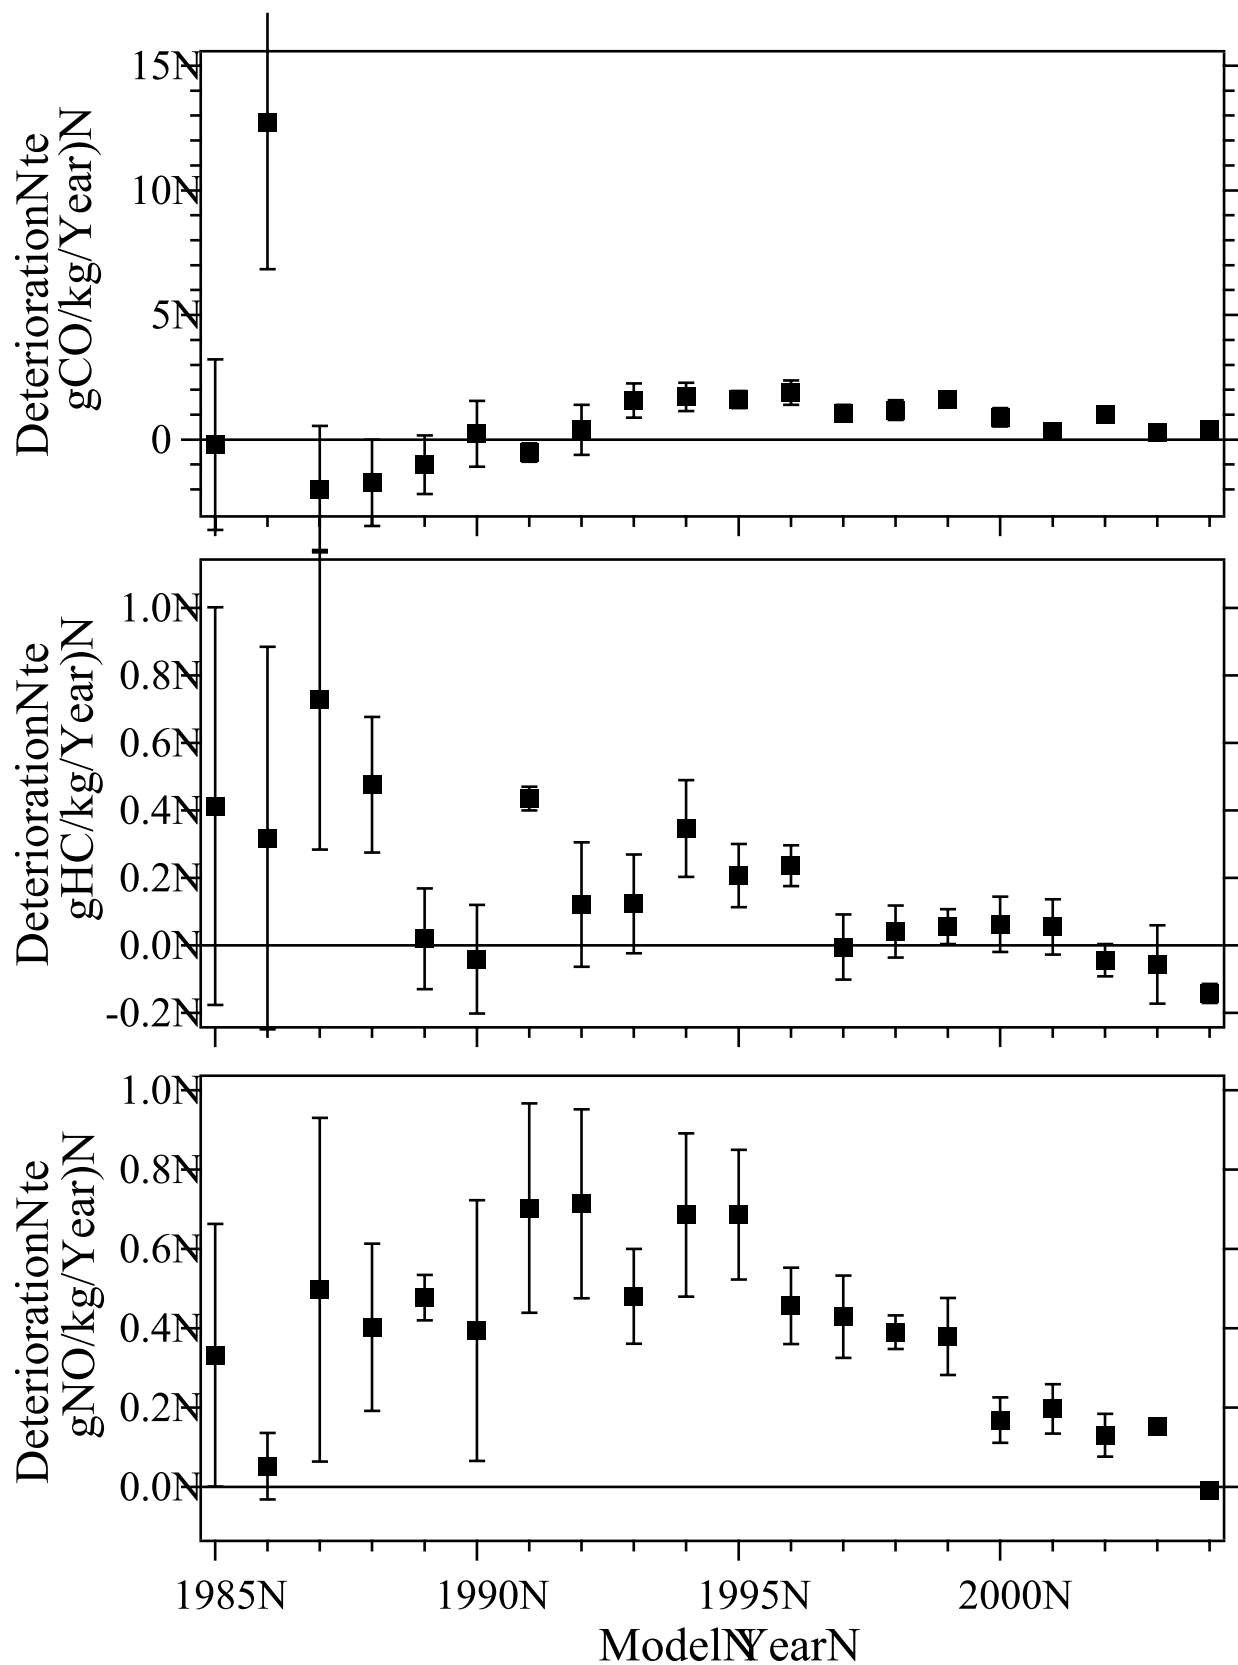 DeteriorationNte
gCO/kg/Year)N
15N
10N
5N
0
DeteriorationNte
gHC/kg/Year)N
1.0N
0.8N
0.6N
0.4N
0.2N
0.0N
-0.2N
DeteriorationNte
gNO/kg/Year)N
1.0N
0.8N
0.6N
0.4N
0.2N
0.0N
1985N 1990N 1995N 2000N
ModelNYearN